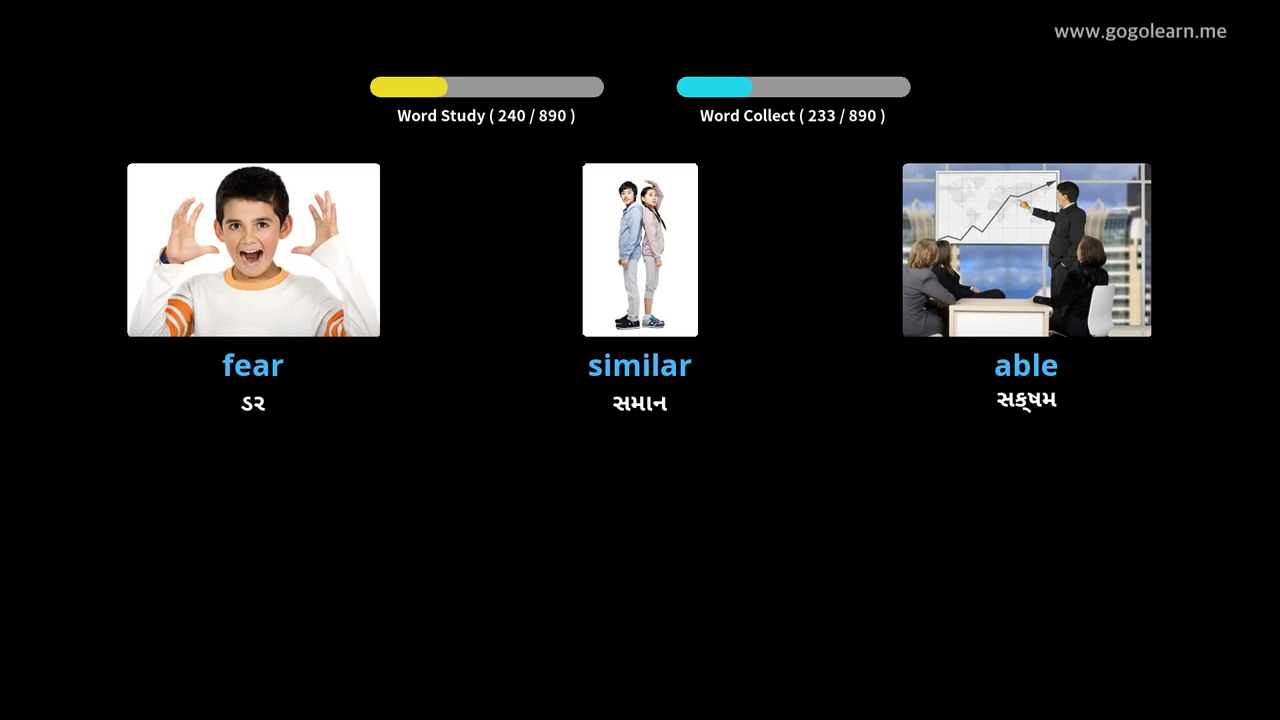 www.gogolearn.me
Word Study ( 240 / 890 )
Word Collect ( 233 / 890 )
fear
similar
able
ડર
સમાન
સક્ષમ